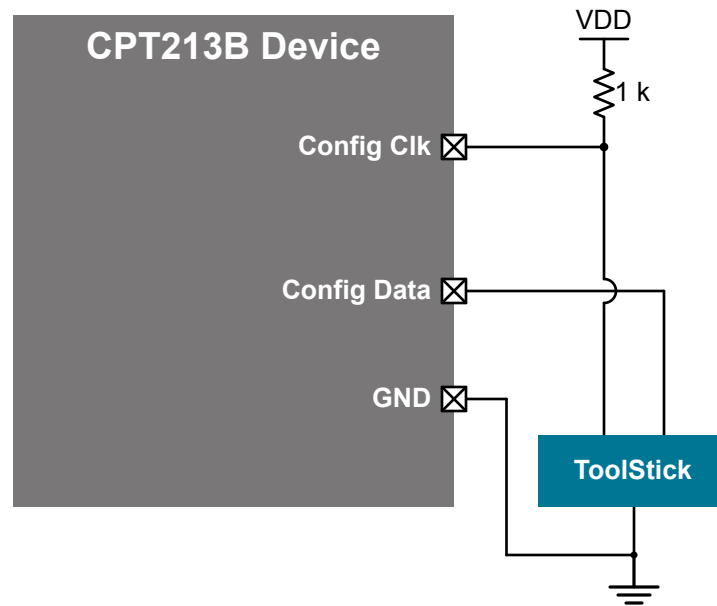 CPT213B Device
VDD
1 k
Config Clk
Config Data
GND
ToolStick